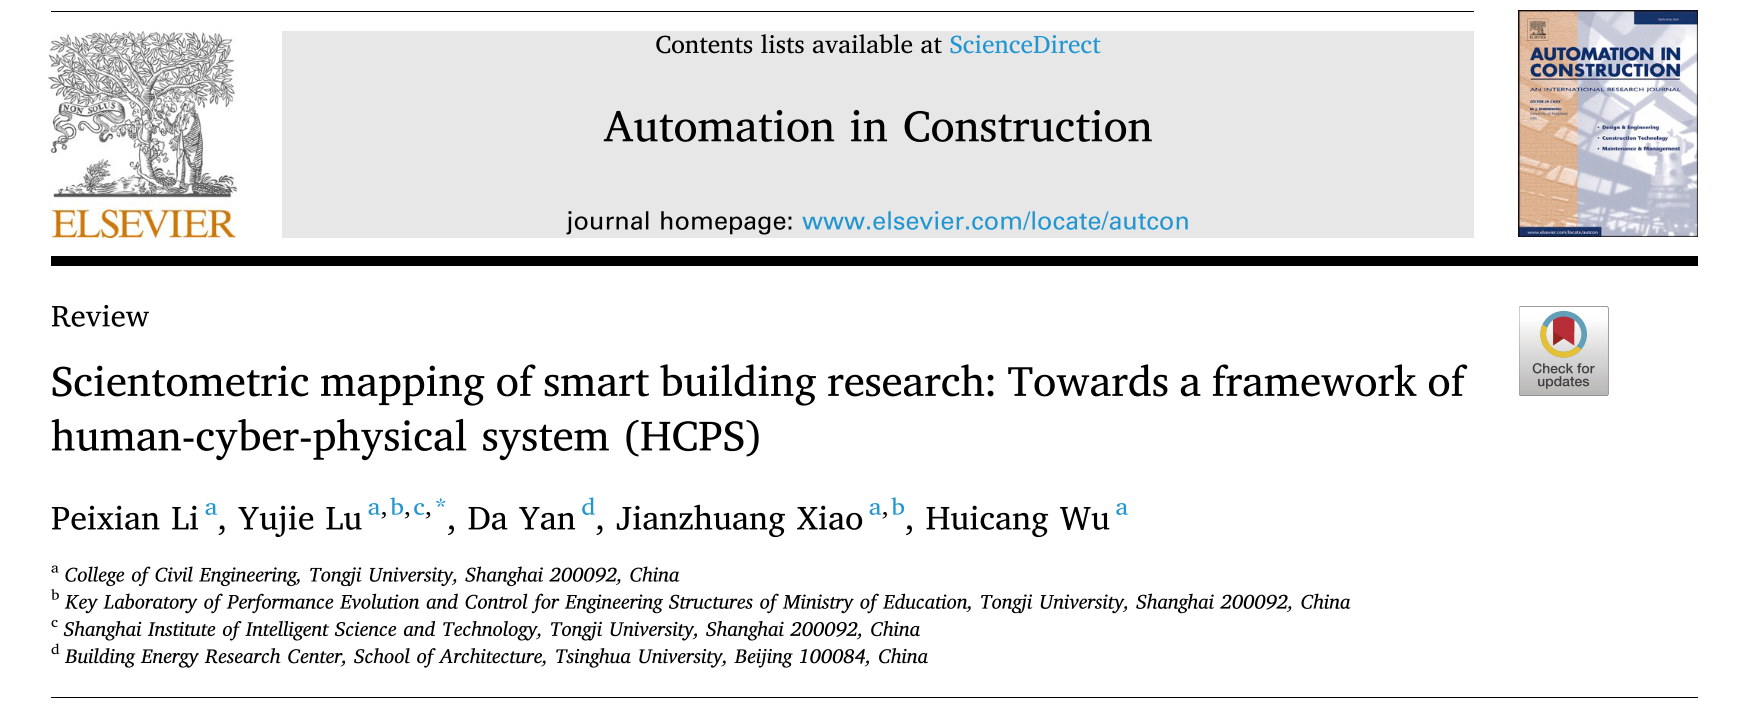 Contents lists available at ScienceDirect
Automation in Construction
journal homepage: www.elsevier.com/locate/autcon
NON SOLUS
ELSEVIER
AUTOMATION IN
CONSTRUCTION
AN INTERNATIONAL RESEARCH JOURNAL
• Design & Engineering
• Construction Technology
• Maintenance & Management
www.elsevier.com/locate/autcon
Review
Check for
updates
Scientometric mapping of smart building research: Towards a framework of
human-cyber-physical system (HCPS)
Peixian Li a, Yujie Lu a,b,c,*, Da Yan d, Jianzhuang Xiao a,b, Huicang Wu a
a College of Civil Engineering, Tongji University, Shanghai 200092, China
b Key Laboratory of Performance Evolution and Control for Engineering Structures of Ministry of Education, Tongji University, Shanghai 200092, China
c Shanghai Institute of Intelligent Science and Technology, Tongji University, Shanghai 200092, China
d Building Energy Research Center, School of Architecture, Tsinghua University, Beijing 100084, China